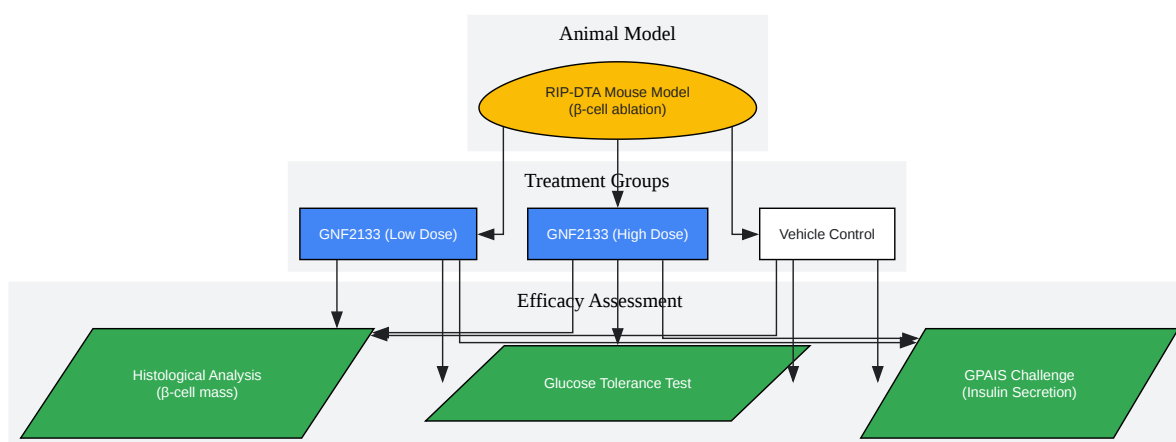 Animal Model
RIP-DTA Mouse Model
(β-cell ablation)
Treatment Groups
GNF2133 (Low Dose)
GNF2133 (High Dose)
Vehicle Control
Efficacy Assessment
Histological Analysis
(β-cell mass)
Glucose Tolerance Test
GPAIS Challenge
(Insulin Secretion)